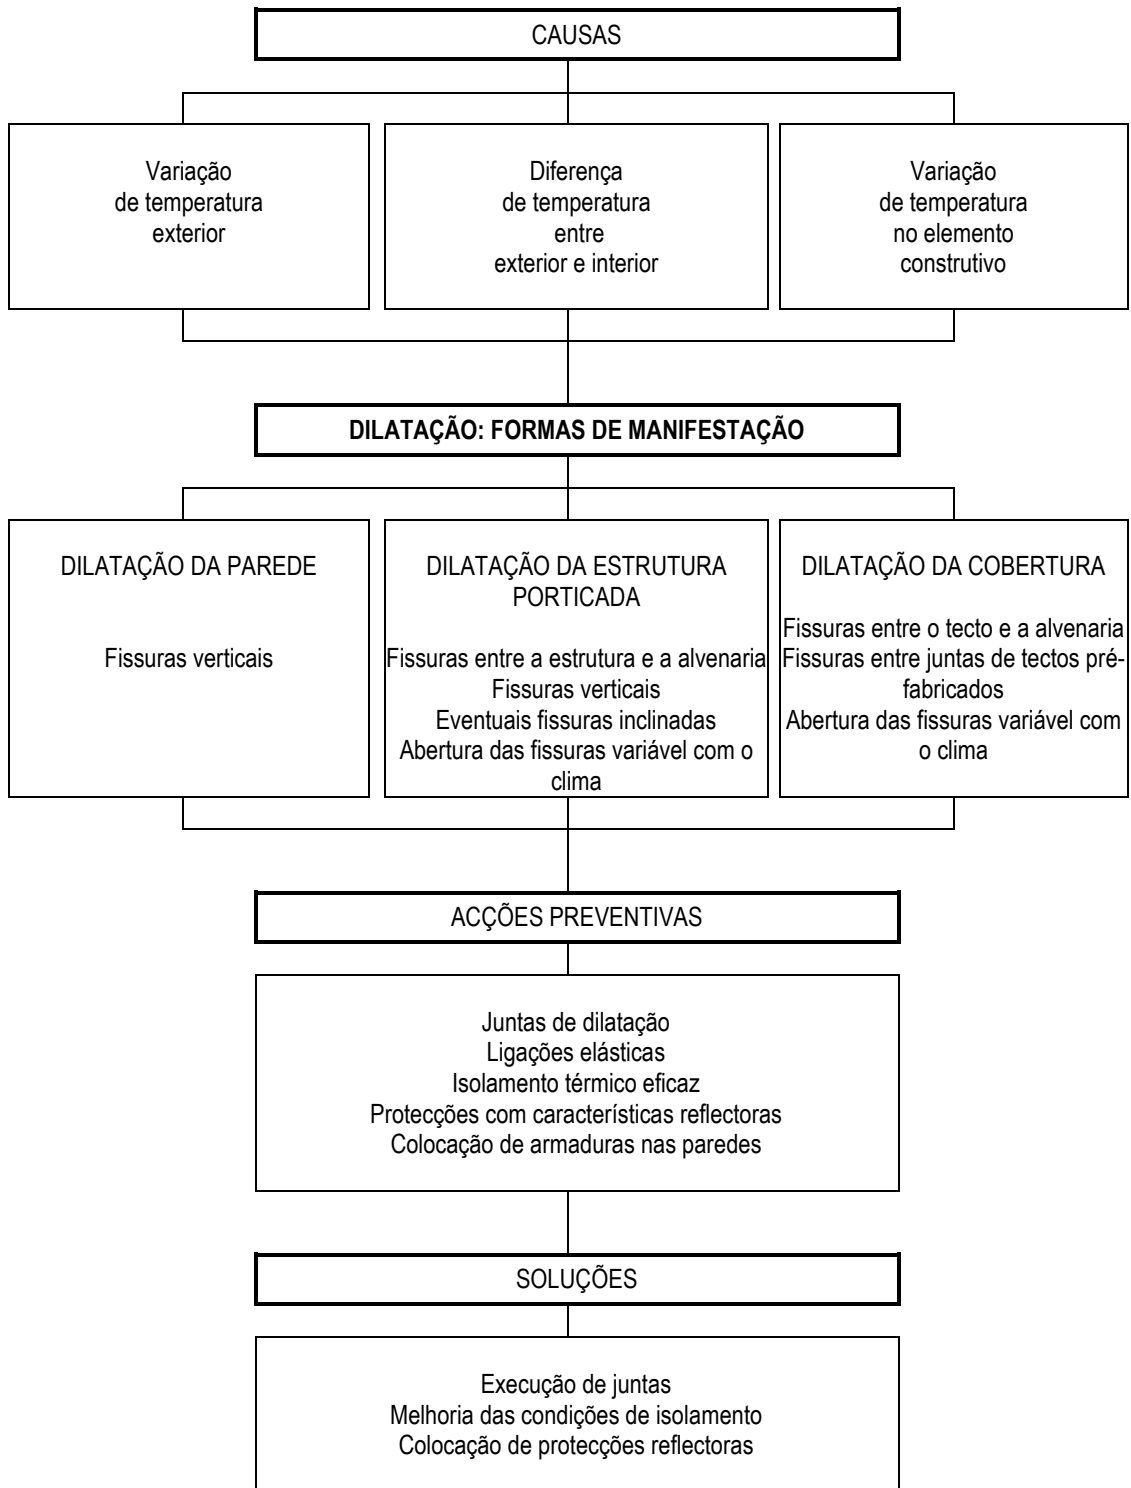 CAUSAS
Variação
de temperatura
exterior
Diferença
de temperatura
entre
exterior e interior
Variação
de temperatura
no elemento
construtivo
DILATAÇÃO: FORMAS DE MANIFESTAÇÃO
DILATAÇÃO DA PAREDE
Fissuras verticais
DILATAÇÃO DA ESTRUTURA
PORTICADA
Fissuras entre a estrutura e a alvenaria
Fissuras verticais
Eventuais fissuras inclinadas
Abertura das fissuras variável com o
clima
DILATAÇÃO DA COBERTURA
Fissuras entre o tecto e a alvenaria
Fissuras entre juntas de tectos pré-
fabricados
Abertura das fissuras variável com
o clima
ACÇÕES PREVENTIVAS
Juntas de dilatação
Ligações elásticas
Isolamento térmico eficaz
Protecções com características reflectoras
Colocação de armaduras nas paredes
SOLUÇÕES
Execução de juntas
Melhoria das condições de isolamento
Colocação de protecções reflectoras